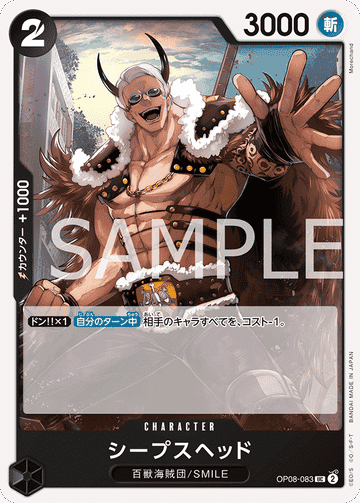 2
3000
斬
Morechand
カウンター +1000
SAMPLE
ドン!!×1 自分のターン中 相手のキャラすべてを、コスト-1。
CHARACTER
シープスヘッド
百獣海賊団/SMILE
OP08-083 UC 2
©E.O/S. ©O./S・F・T BANDAI MADE IN JAPAN